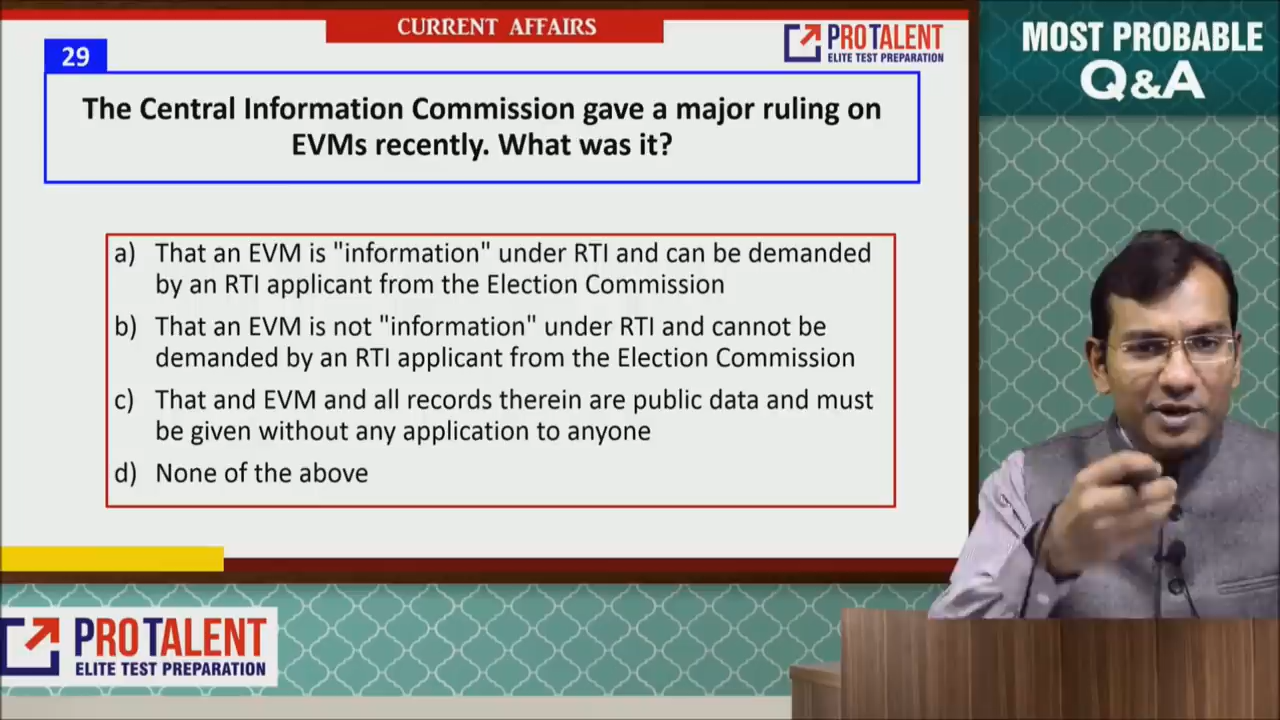 CURRENT AFFAIRS
PROTALENT
ELITE TEST PREPARATION
MOST PROBABLE
Q&A
29
The Central Information Commission gave a major ruling on
EVMs recently. What was it?
a) That an EVM is "information" under RTI and can be demanded
by an RTI applicant from the Election Commission
b) That an EVM is not "information" under RTI and cannot be
demanded by an RTI applicant from the Election Commission
c) That and EVM and all records therein are public data and must
be given without any application to anyone
d) None of the above
PROTALENT
ELITE TEST PREPARATION